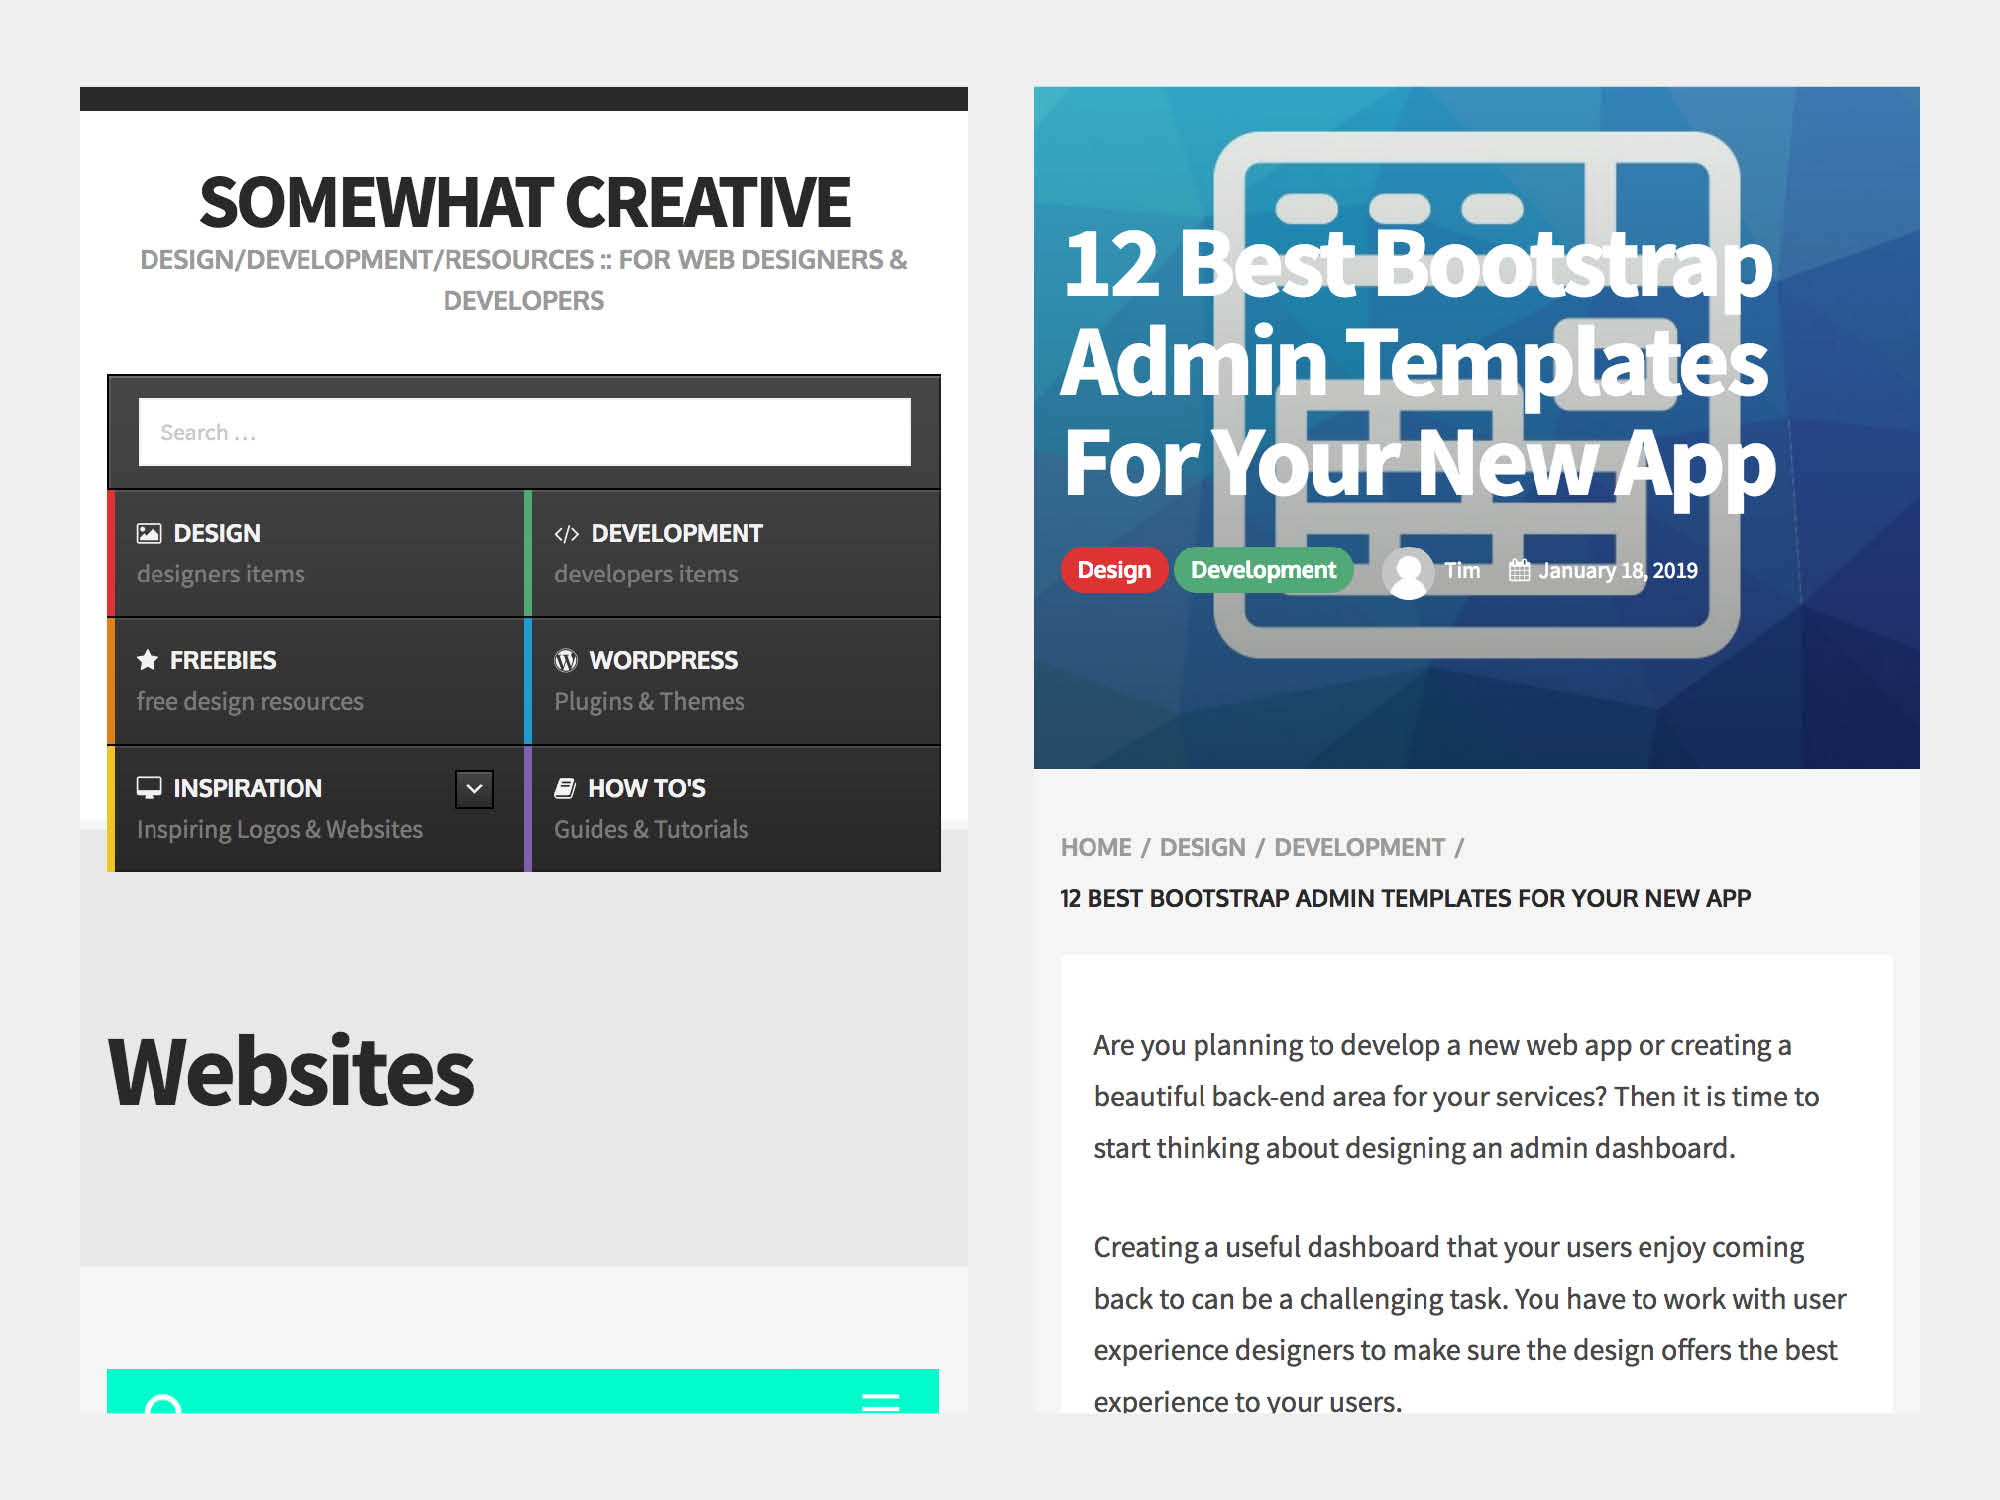 SOMEWHAT CREATIVE
DESIGN/DEVELOPMENT/RESOURCES :: FOR WEB DESIGNERS &
DEVELOPERS
Search ...
DESIGN
designers items
DEVELOPMENT
developers items
FREEBIES
free design resources
WORDPRESS
Plugins & Themes
INSPIRATION
Inspiring Logos & Websites
HOW TO'S
Guides & Tutorials
Websites
12 Best Bootstrap
Admin Templates
For Your New App
Design Development Tim January 18, 2019
HOME / DESIGN / DEVELOPMENT /
12 BEST BOOTSTRAP ADMIN TEMPLATES FOR YOUR NEW APP
Are you planning to develop a new web app or creating a
beautiful back-end area for your services? Then it is time to
start thinking about designing an admin dashboard.
Creating a useful dashboard that your users enjoy coming
back to can be a challenging task. You have to work with user
experience designers to make sure the design offers the best
experience to your users.